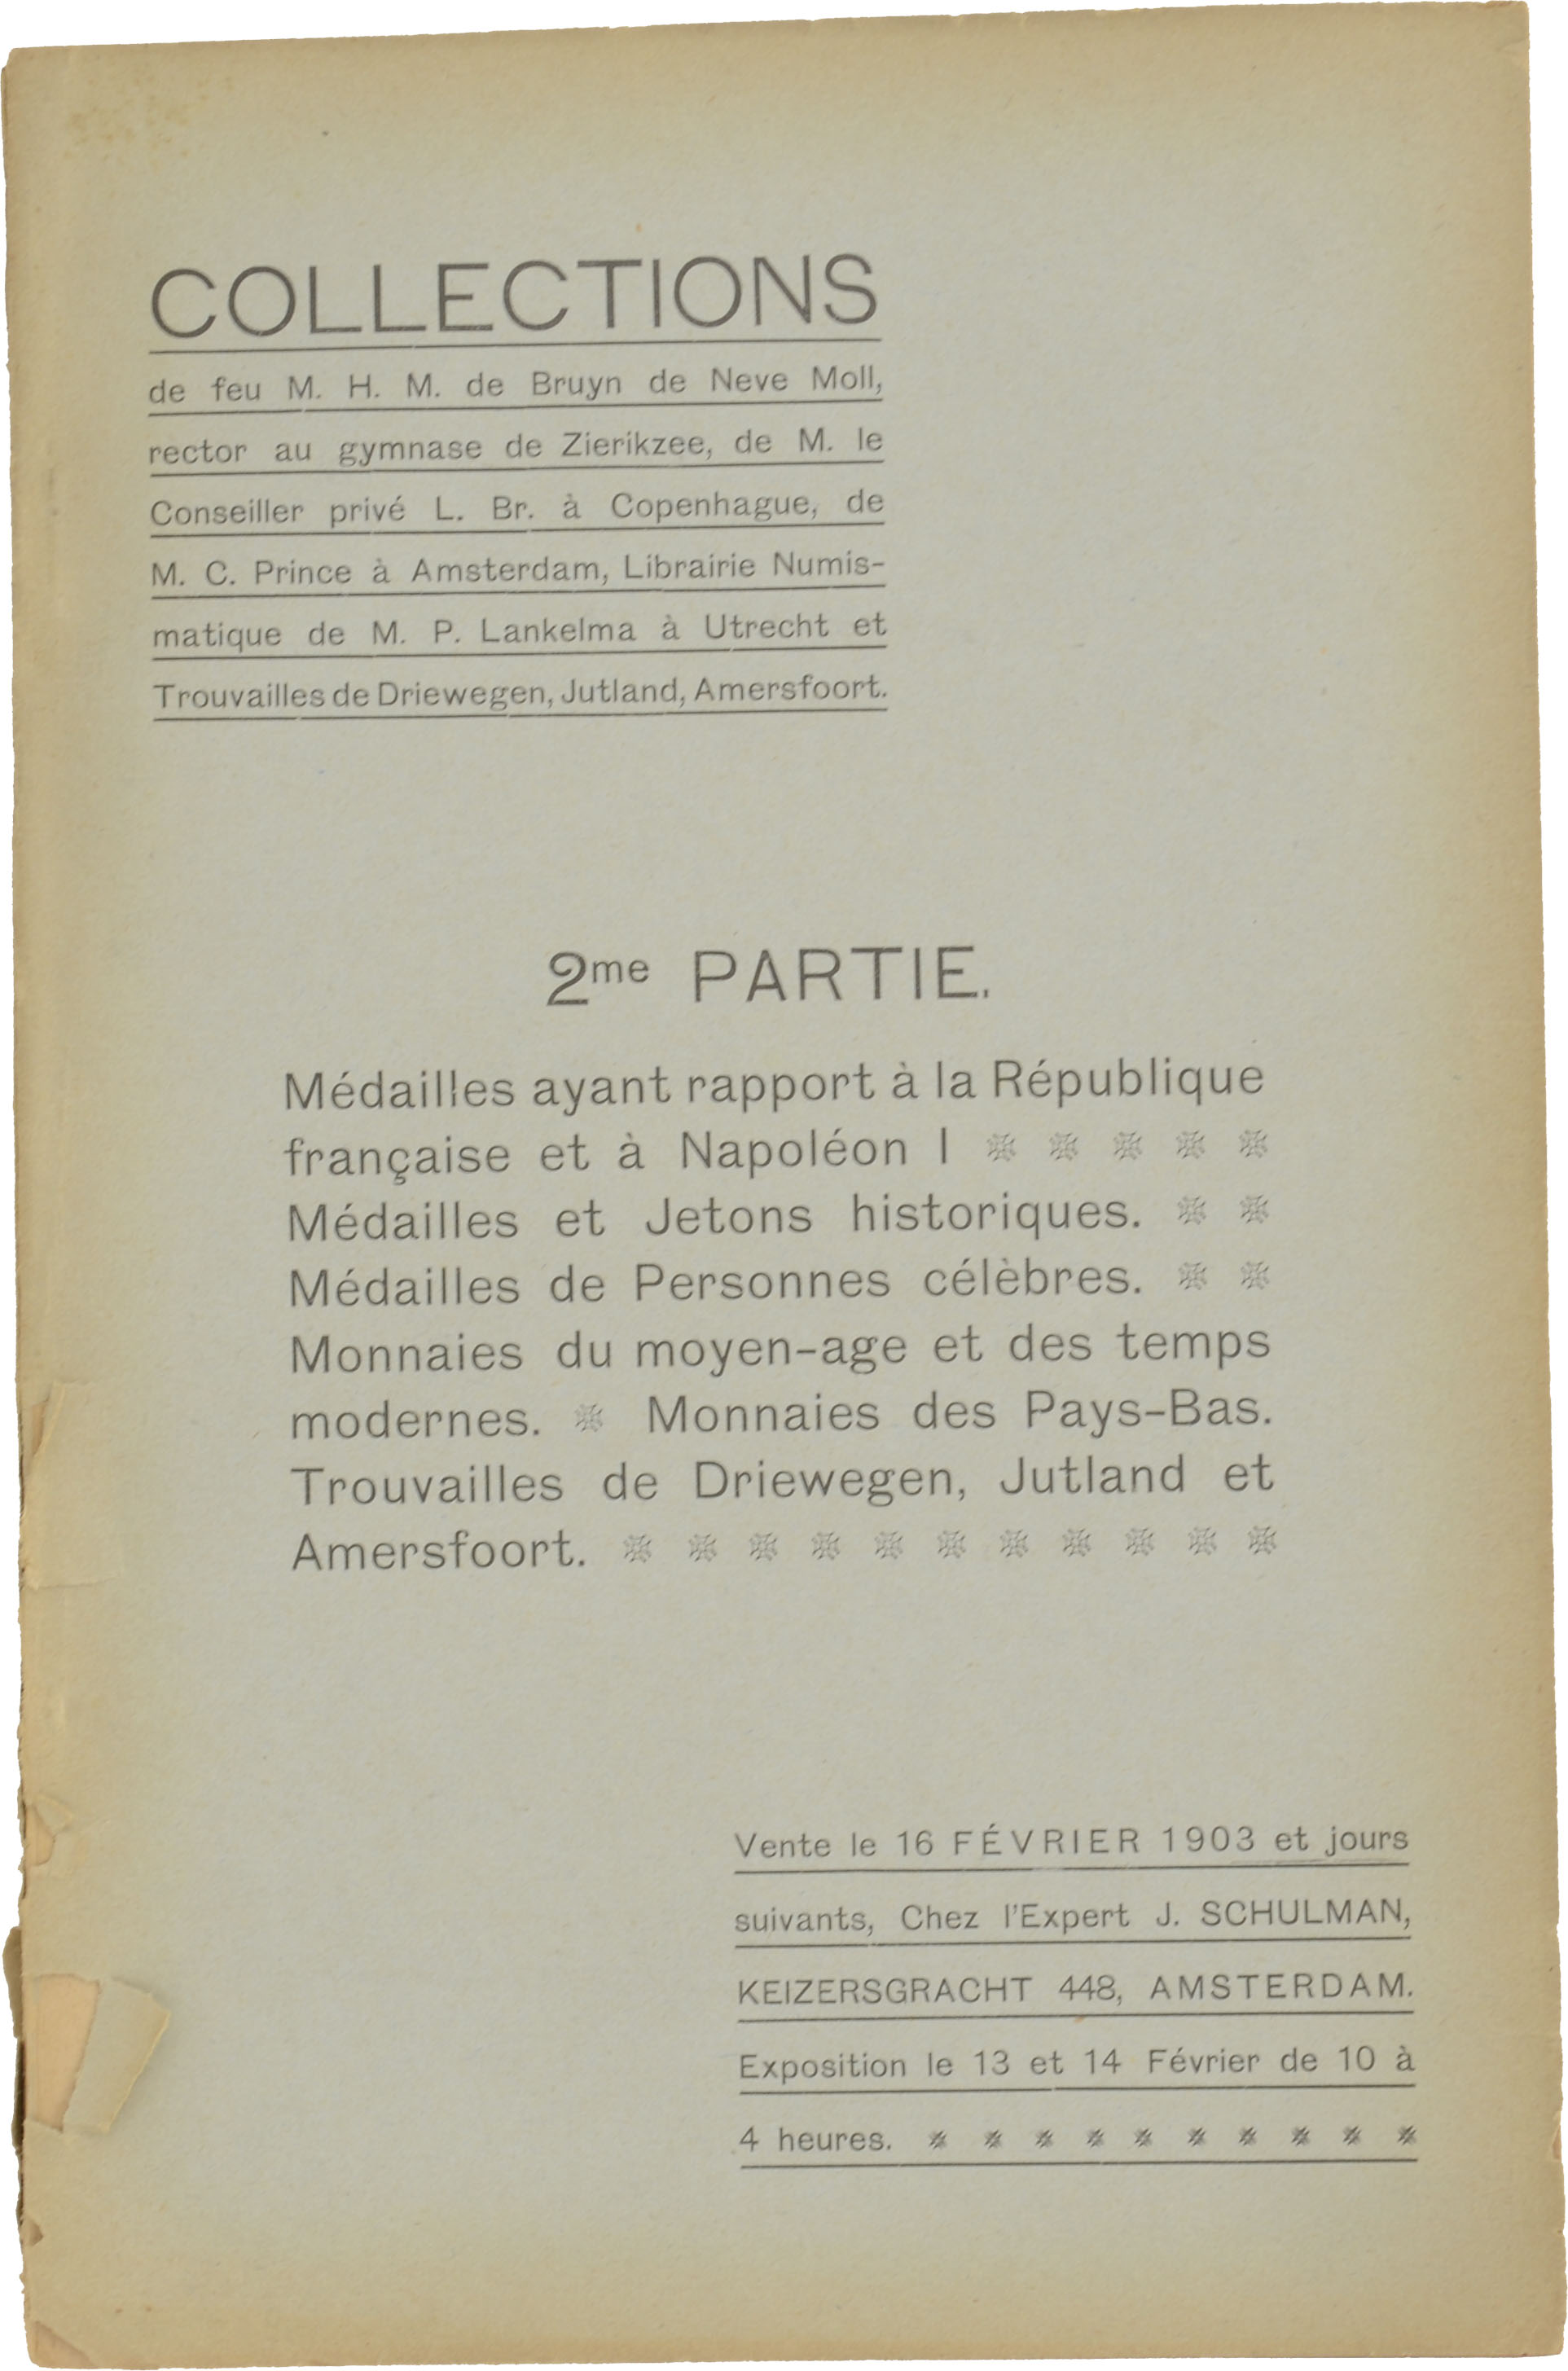 COLLECTIONS
de feu M. H. M. de Bruyn de Neve Moll,
rector au gymnase de Zierikzee, de M. le
Conseiller privé L. Br. à Copenhague, de
M. C. Prince à Amsterdam, Librairie Numis-
matique de M. P. Lankelma à Utrecht et
Trouvailles de Driewegen, Jutland, Amersfoort.
2me PARTIE.
Médailles ayant rapport à la République
française et à Napoléon I
Médailles et Jetons historiques.
Médailles de Personnes célèbres.
Monnaies du moyen-age et des temps
modernes. Monnaies des Pays-Bas.
Trouvailles de Driewegen, Jutland et
Amersfoort.
Vente le 16 FÉVRIER 1903 et jours
suivants, Chez l'Expert J. SCHULMAN,
KEIZERSGRACHT 448, AMSTERDAM.
Exposition le 13 et 14 Février de 10 à
4 heures.